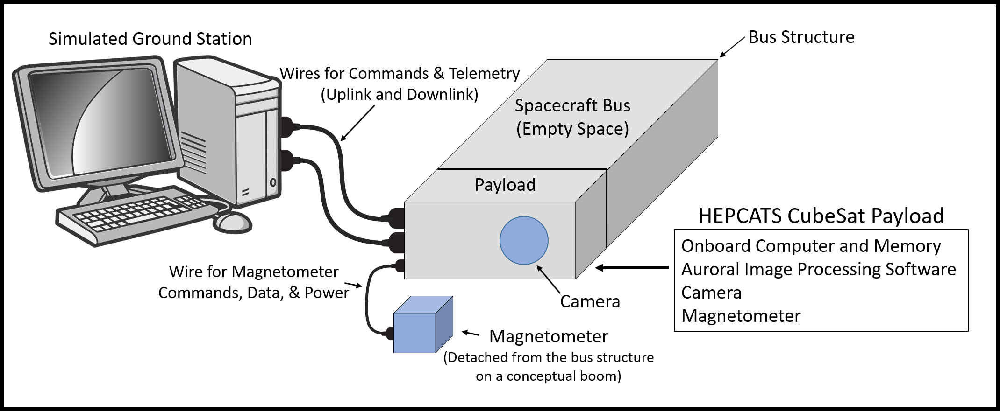 Simulated Ground Station
Wires for Commands & Telemetry
(Uplink and Downlink)
Bus Structure
Spacecraft Bus
(Empty Space)
Payload
HEPCATS CubeSat Payload
Onboard Computer and Memory
Auroral Image Processing Software
Camera
Magnetometer
Wire for Magnetometer
Commands, Data, & Power
Camera
Magnetometer
(Detached from the bus structure
on a conceptual boom)